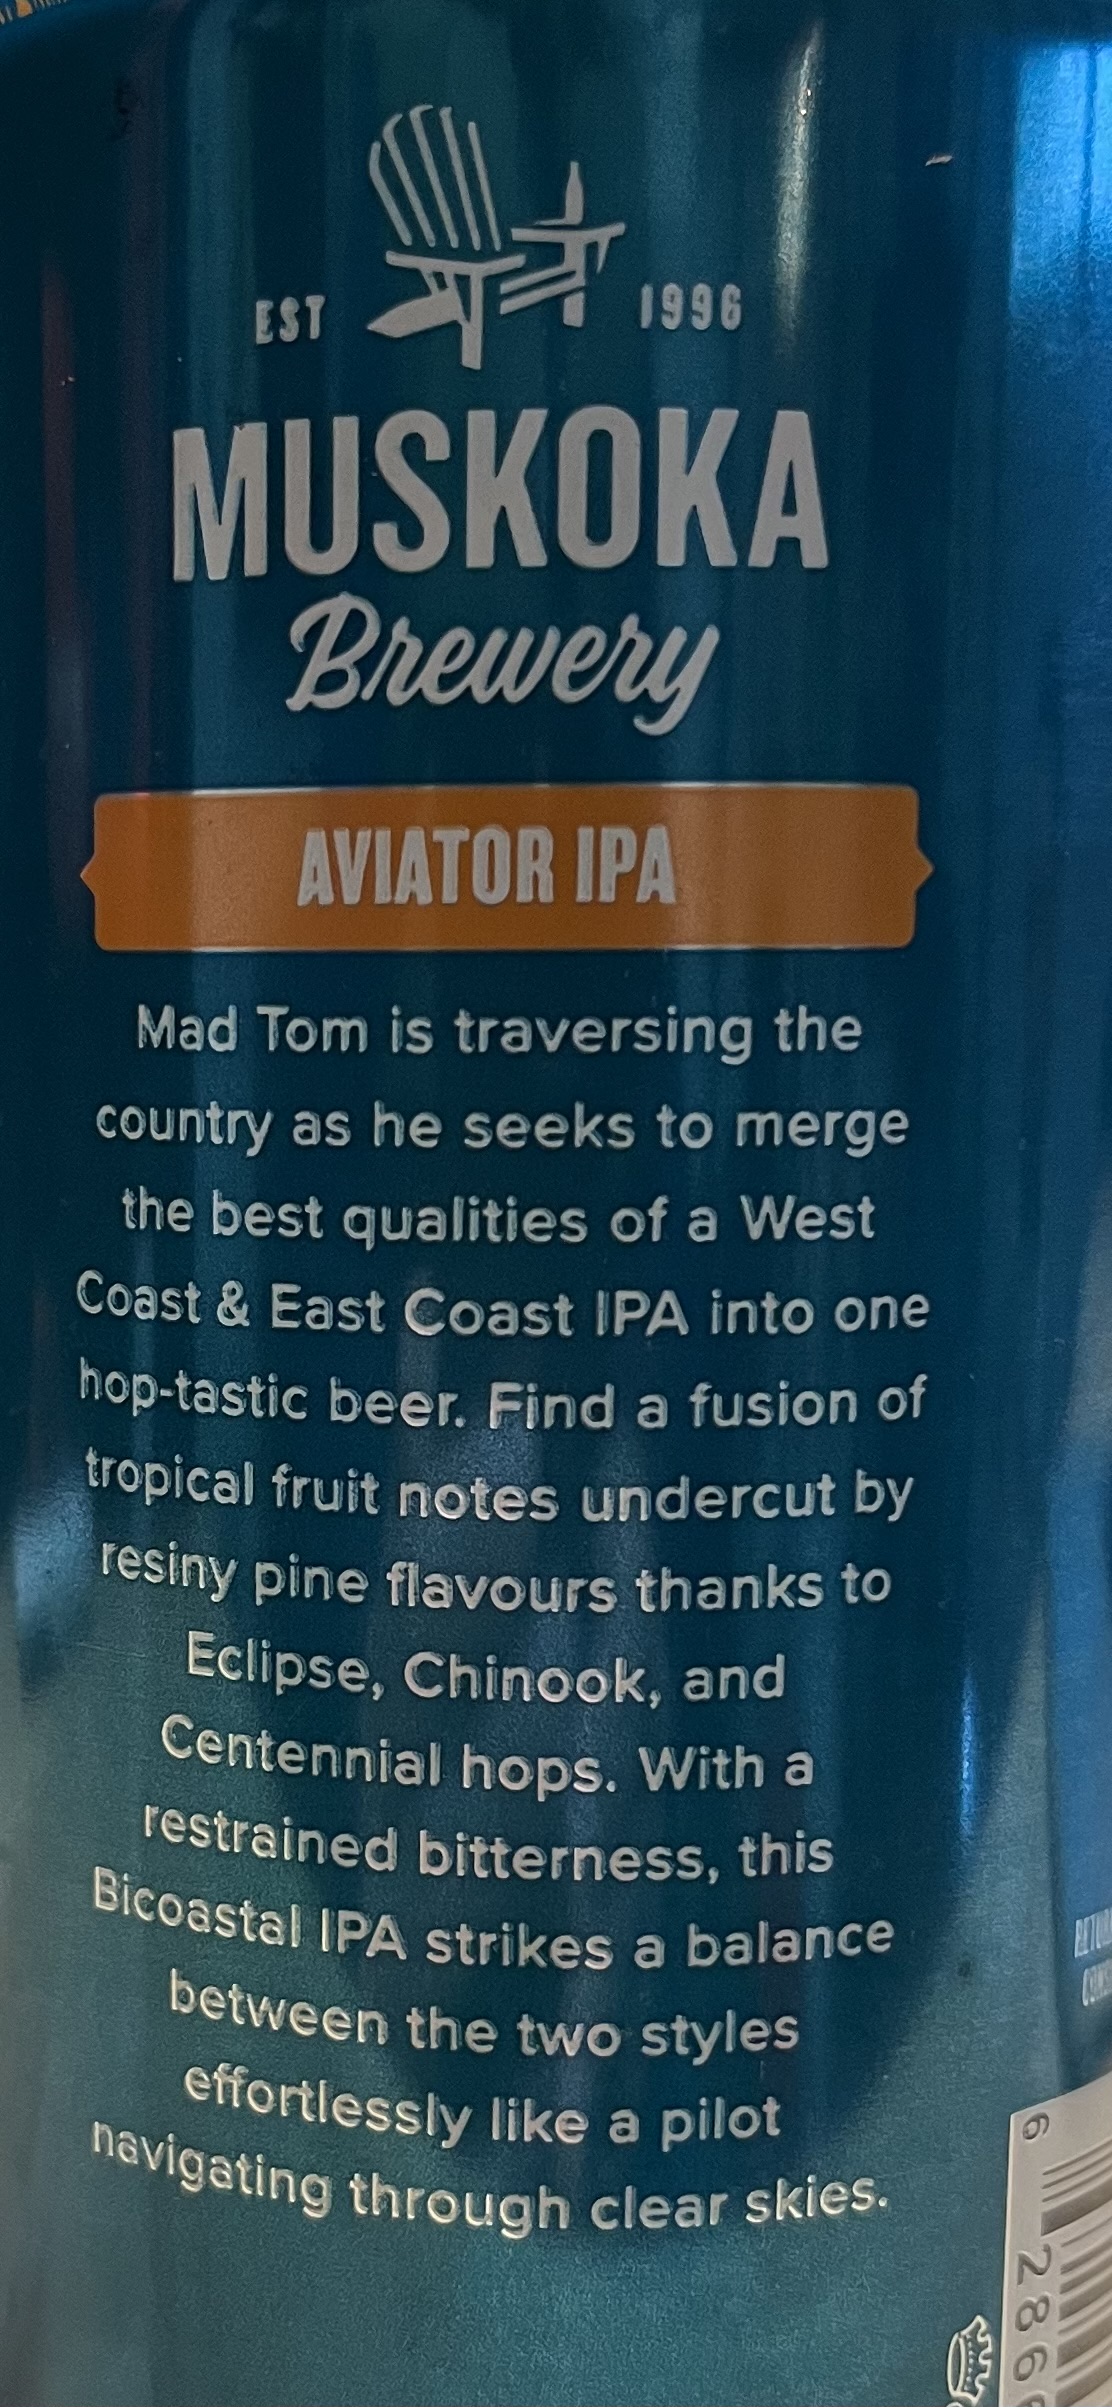 EST 1996
MUSKOKA
Brewery
AVIATOR IPA
Mad Tom is traversing the
country as he seeks to merge
the best qualities of a West
Coast & East Coast IPA into one
hop-tastic beer. Find a fusion of
tropical fruit notes undercut by
resiny pine flavours thanks to
Eclipse, Chinook, and
Centennial hops. With a
restrained bitterness, this
Bicoastal IPA strikes a balance
between the two styles
effortlessly like a pilot
navigating through clear skies.
6 286